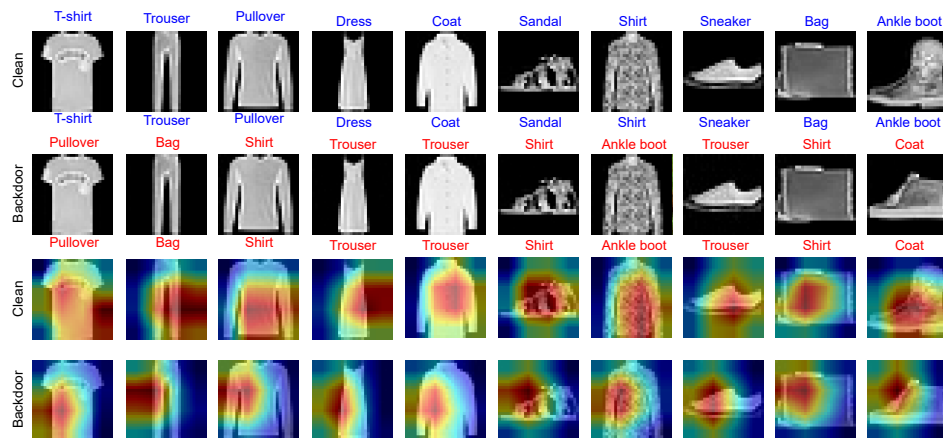 T-shirt Trouser Pullover Dress Coat Sandal Shirt Sneaker Bag Ankle boot
Clean
T-shirt Trouser Pullover Dress Coat Sandal Shirt Sneaker Bag Ankle boot
Pullover Bag Shirt Trouser Trouser Shirt Ankle boot Trouser Shirt Coat
Backdoor
Pullover Bag Shirt Trouser Trouser Shirt Ankle boot Trouser Shirt Coat
Clean
Backdoor